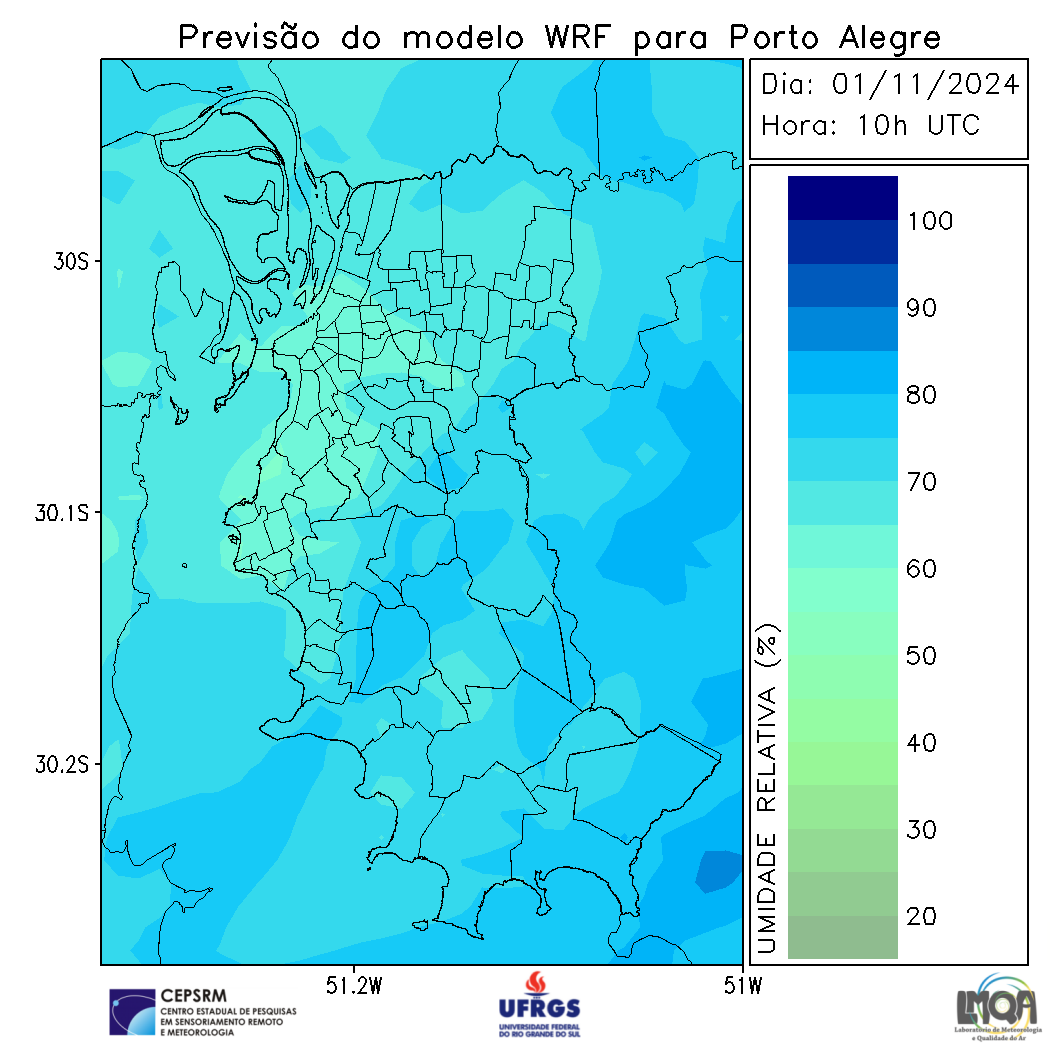 Previsão do modelo WRF para Porto Alegre
Dia: 01/11/2024
Hora: 10h UTC
30S
30.1S
30.2S
51.2W
51W
100
90
80
70
60
50
40
30
20
UMIDADE RELATIVA (%)
CEPSRM
CENTRO ESTADUAL DE PESQUISAS
EM SENSORIAMENTO REMOTO
E METEOROLOGIA
UFRGS
UNIVERSIDADE FEDERAL
DO RIO GRANDE DO SUL
LMQA
Laboratório de Meteorologia
e Qualidade do Ar